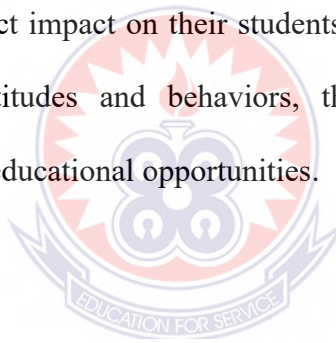 ct impact on their students
titudes and behaviors, th
educational opportunities.
EDUCATION FOR SERVICE